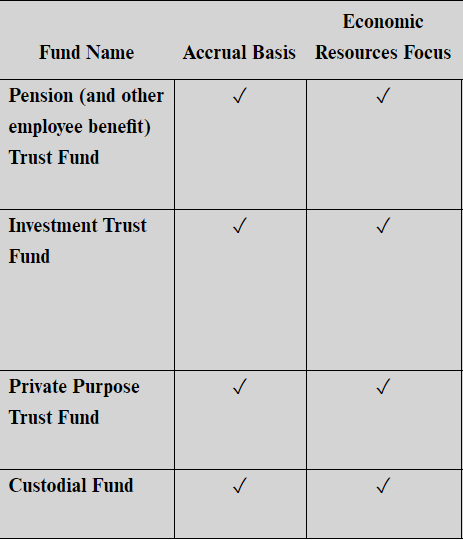 Fund Name Accrual Basis Economic
Resources Focus
Pension (and other ✓ ✓
employee benefit)
Trust Fund
Investment Trust ✓ ✓
Fund
Private Purpose ✓ ✓
Trust Fund
Custodial Fund ✓ ✓